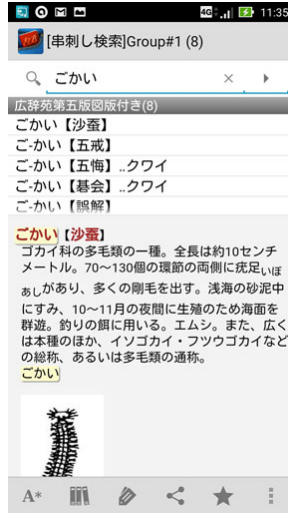 4G 11:35
[串刺し検索]Group#1 (8)
ごかい
広辞苑第五版図版付き(8)
ごかい【沙蚕】
ご‐かい【五戒】
ご‐かい【五悔】‥クワイ
ご‐かい【碁会】‥クワイ
ご‐かい【誤解】
ごかい【沙蚕】
ゴカイ科の多毛類の一種。全長は約10センチ
メートル。70～130個の環節の両側に疣足いぼ
あしがあり、多くの剛毛を出す。浅海の砂泥中
にすみ、10～11月の夜間に生殖のため海面を
群遊。釣りの餌に用いる。エムシ。また、広く
は本種のほか、イソゴカイ・フツウゴカイなど
の総称、あるいは多毛類の通称。
ごかい
A*